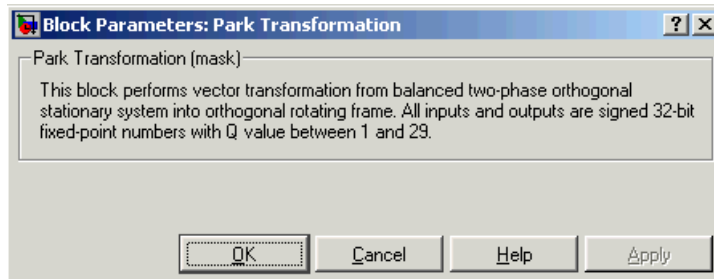 Block Parameters: Park Transformation
Park Transformation (mask)
This block performs vector transformation from balanced two-phase orthogonal
stationary system into orthogonal rotating frame. All inputs and outputs are signed 32-bit
fixed-point numbers with Q value between 1 and 29.
OK Cancel Help Apply